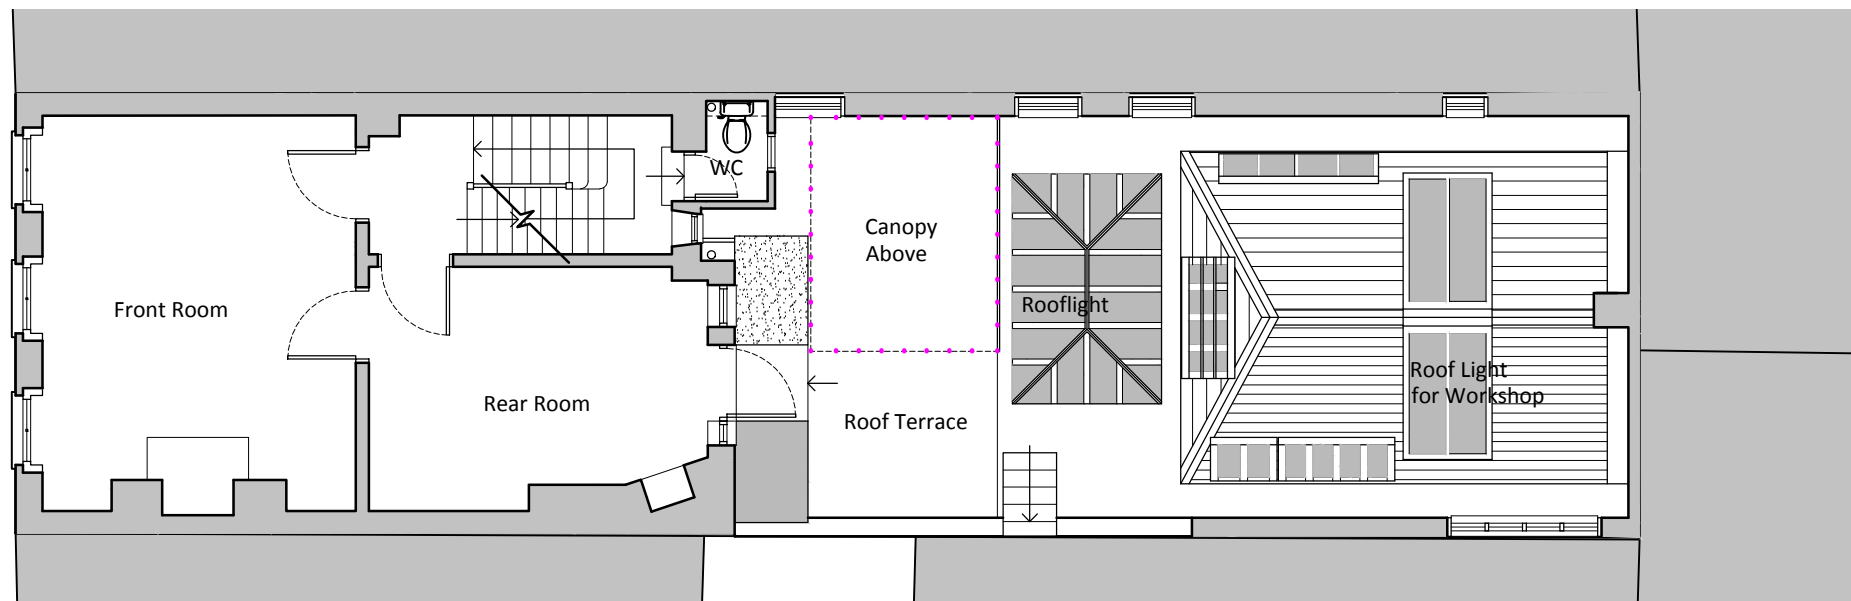 WC
Canopy
Above
Front Room
Rooflight
Rear Room
Roof Terrace
Roof Light
for Workshop